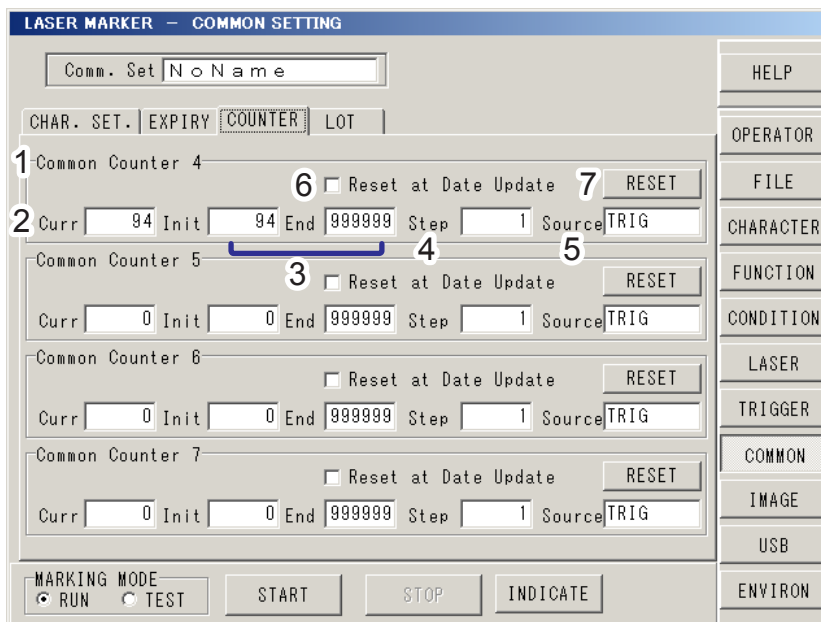 LASER MARKER － COMMON SETTING
Comm. Set ＮｏＮａｍｅ
CHAR. SET. EXPIRY COUNTER LOT
1 Common Counter 4
6 Reset at Date Update 7 RESET
2 Curr 94 Init 94 End 999999 Step 1 Source TRIG
3 4 5
Common Counter 5
Reset at Date Update RESET
Curr 0 Init 0 End 999999 Step 1 Source TRIG
Common Counter 6
Reset at Date Update RESET
Curr 0 Init 0 End 999999 Step 1 Source TRIG
Common Counter 7
Reset at Date Update RESET
Curr 0 Init 0 End 999999 Step 1 Source TRIG
MARKING MODE
RUN TEST START STOP INDICATE
HELP
OPERATOR
FILE
CHARACTER
FUNCTION
CONDITION
LASER
TRIGGER
COMMON
IMAGE
USB
ENVIRON